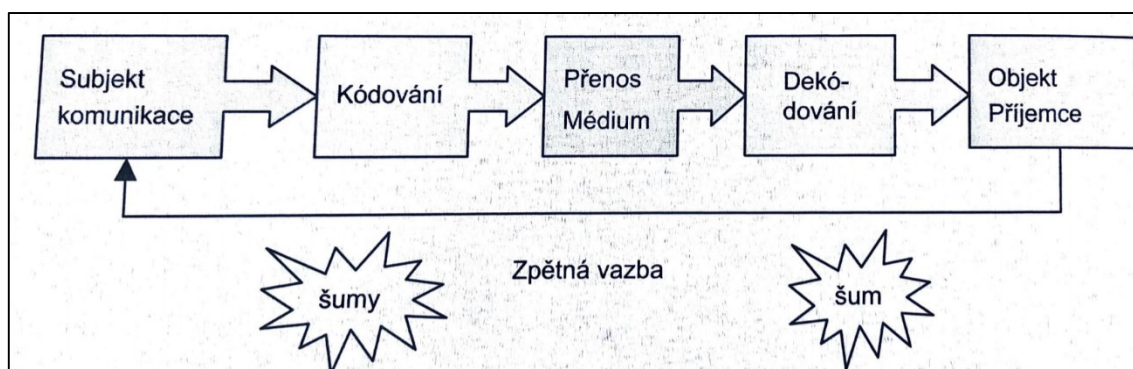 Subjekt
komunikace
Kódování
Přenos
Médium
Dekó-
dování
Objekt
Příjemce
Zpětná vazba
šumy
šum